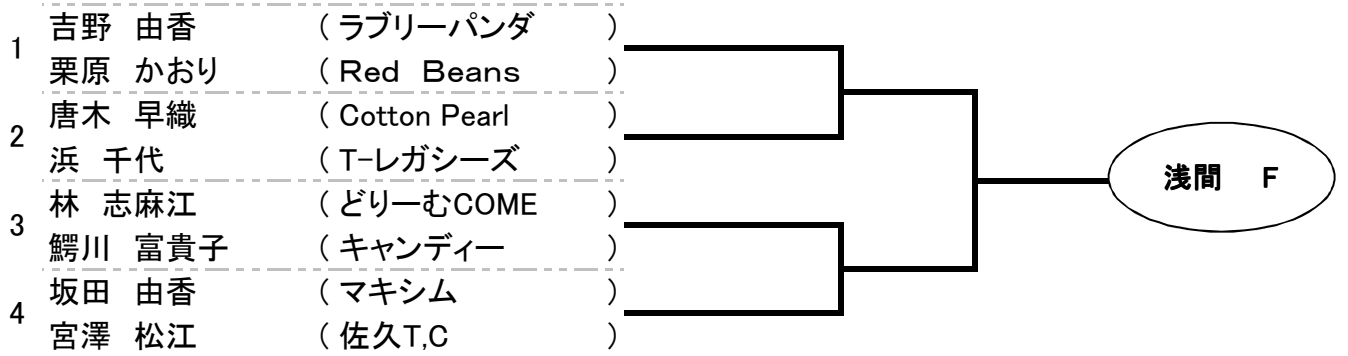 1
吉野 由香 ( ラブリーパンダ )
栗原 かおり ( Red Beans )
2
唐木 早織 ( Cotton Pearl )
浜 千代 ( T-レガシーズ )
3
林 志麻江 ( どりーむCOME )
鰐川 富貴子 ( キャンディー )
4
坂田 由香 ( マキシム )
宮澤 松江 ( 佐久T,C )
浅間 F